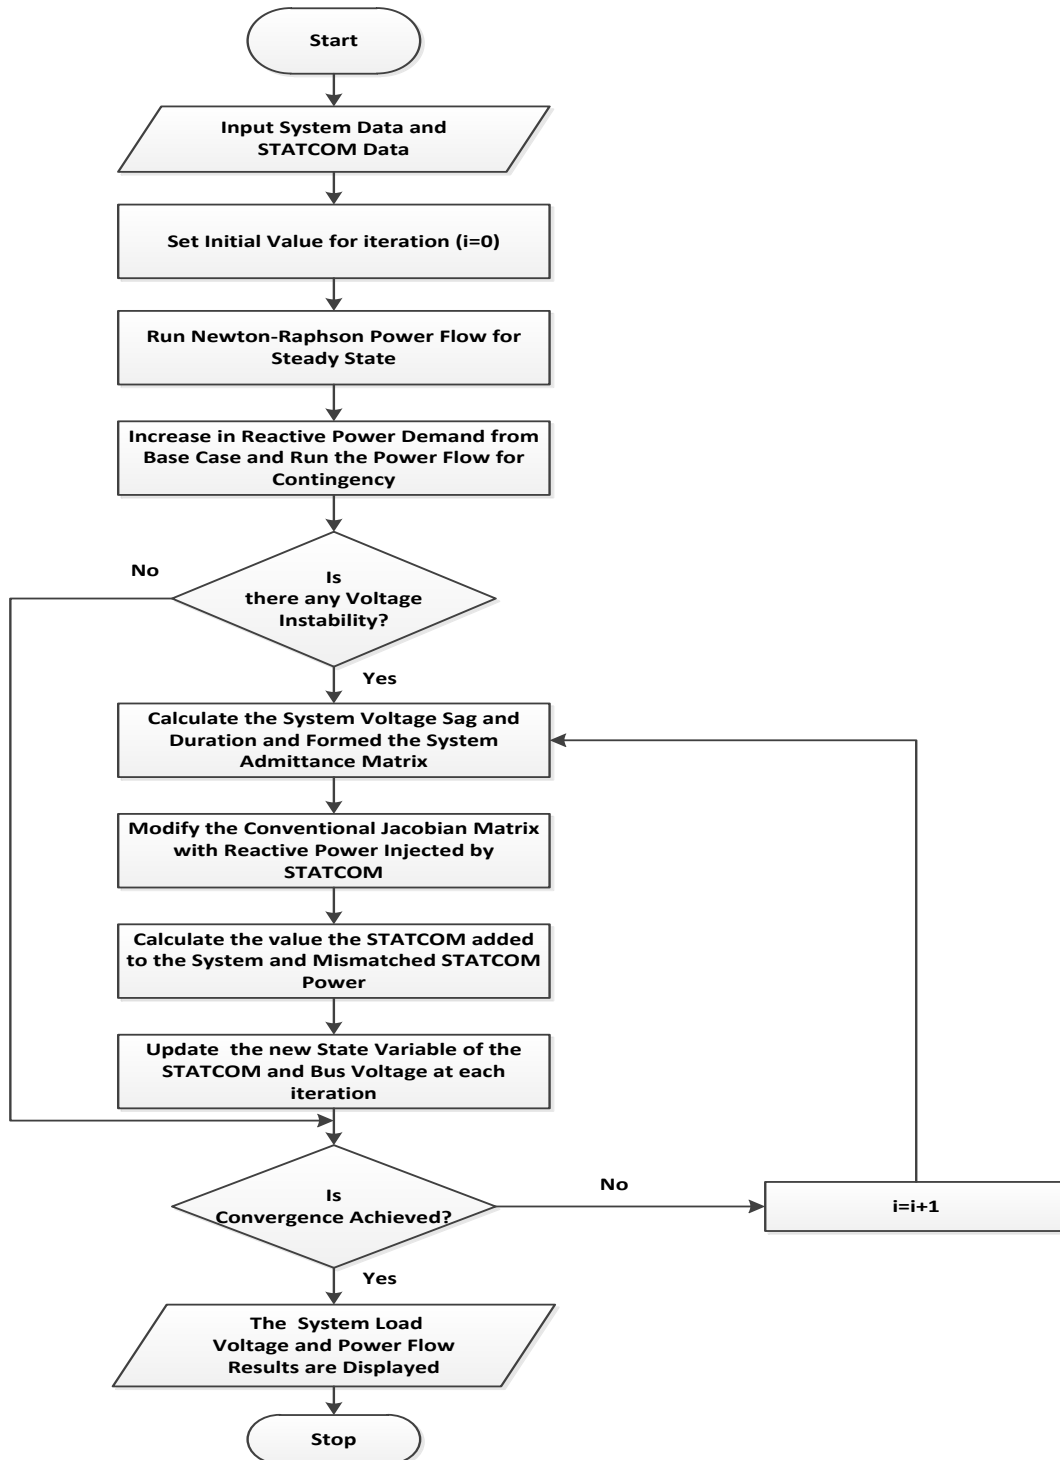 Start
Input System Data and
STATCOM Data
Set Initial Value for iteration (i=0)
Run Newton-Raphson Power Flow for
Steady State
Increase in Reactive Power Demand from
Base Case and Run the Power Flow for
Contingency
No
Is
there any Voltage
Instability?
Yes
Calculate the System Voltage Sag and
Duration and Formed the System
Admittance Matrix
Modify the Conventional Jacobian Matrix
with Reactive Power Injected by
STATCOM
Calculate the value the STATCOM added
to the System and Mismatched STATCOM
Power
Update the new State Variable of the
STATCOM and Bus Voltage at each
iteration
Is
Convergence Achieved?
No
i=i+1
Yes
The System Load
Voltage and Power Flow
Results are Displayed
Stop